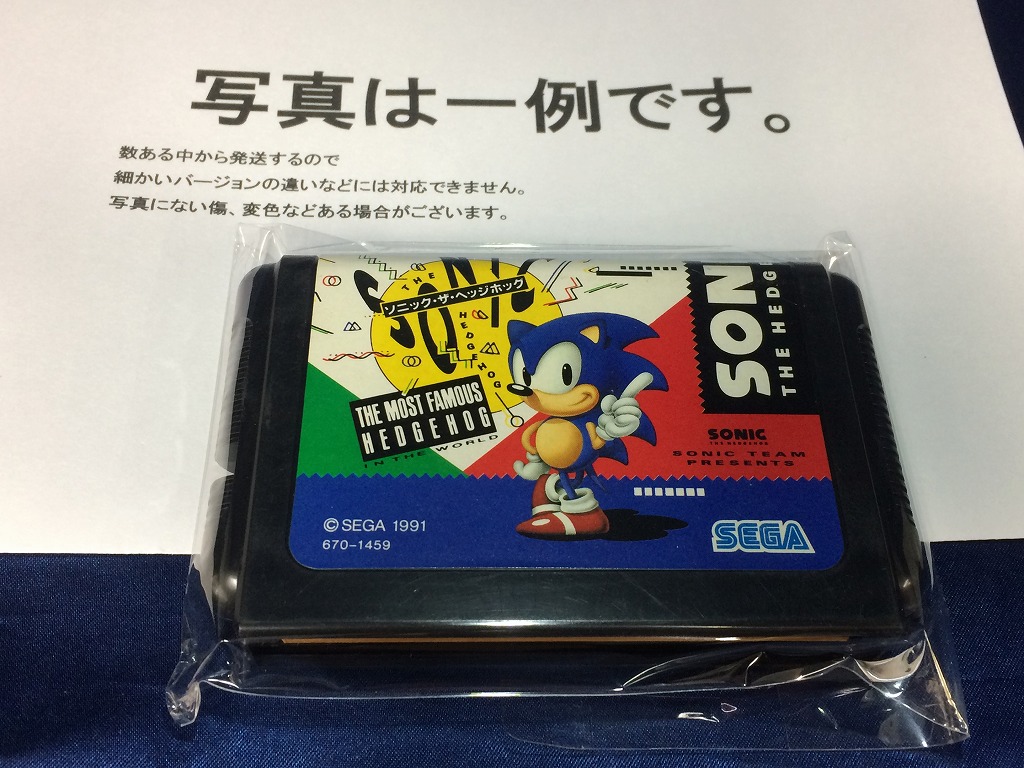 写真は一例です。
数ある中から発送するので
細かいバージョンの違いなどには対応できません。
写真にない傷、変色などある場合がございます。
THE
SONIC
ソニック・ザ・ヘッジホッグ
HEDGEHOG
THE MOST FAMOUS
HEDGEHOG
IN THE WORLD
SON
THE HEDG
SONIC
THE HEDGEHOG
SONIC TEAM
PRESENTS
©SEGA 1991
670-1459
SEGA